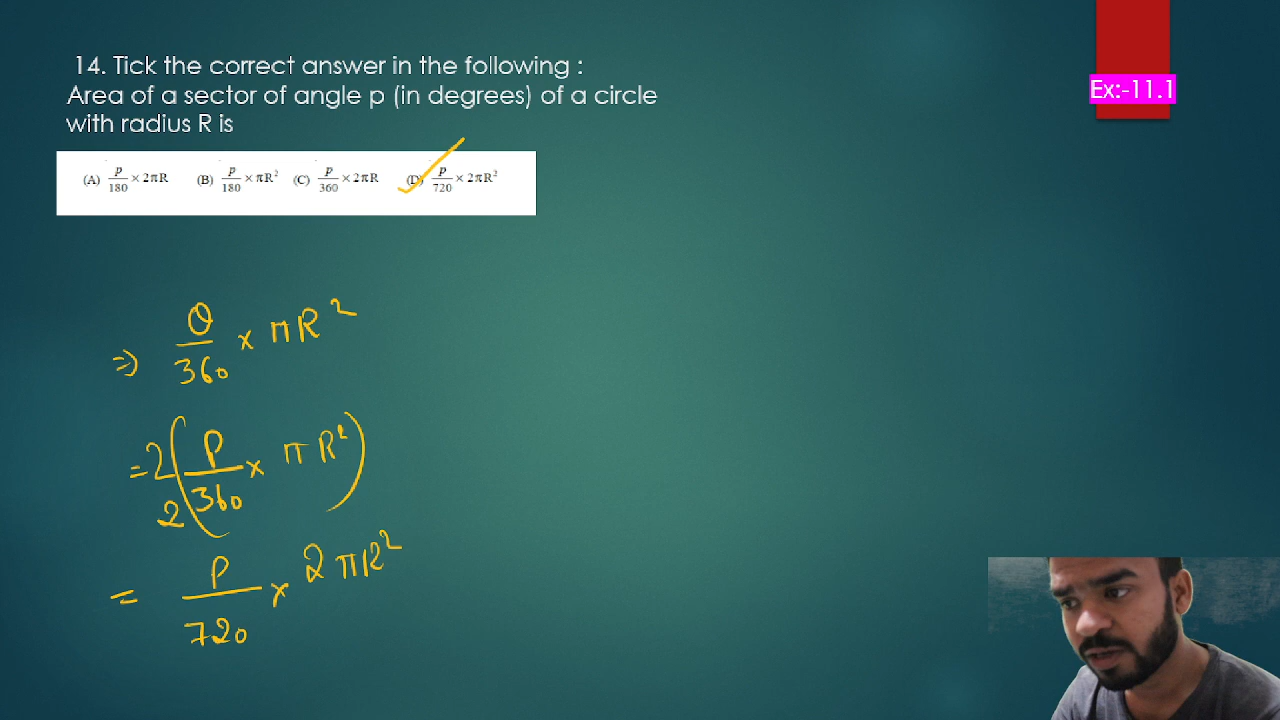 14. Tick the correct answer in the following :
Area of a sector of angle p (in degrees) of a circle
with radius R is
Ex:-11.1
(A) p/180 × 2πR (B) p/180 × πR² (C) p/360 × 2πR (D) p/720 × 2πR²
⇒ θ/360 × πR²
= 2/2 (P/360 × πR²)
= P/720 × 2πR²